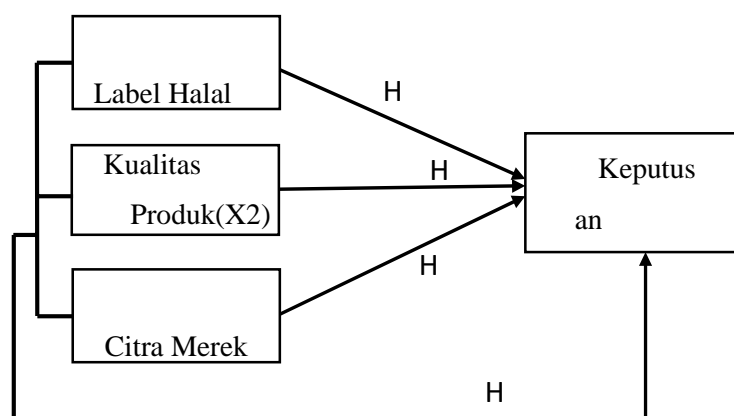 Label Halal
H
Kualitas
Produk(X2)
H
Keputus
an
H
Citra Merek
H